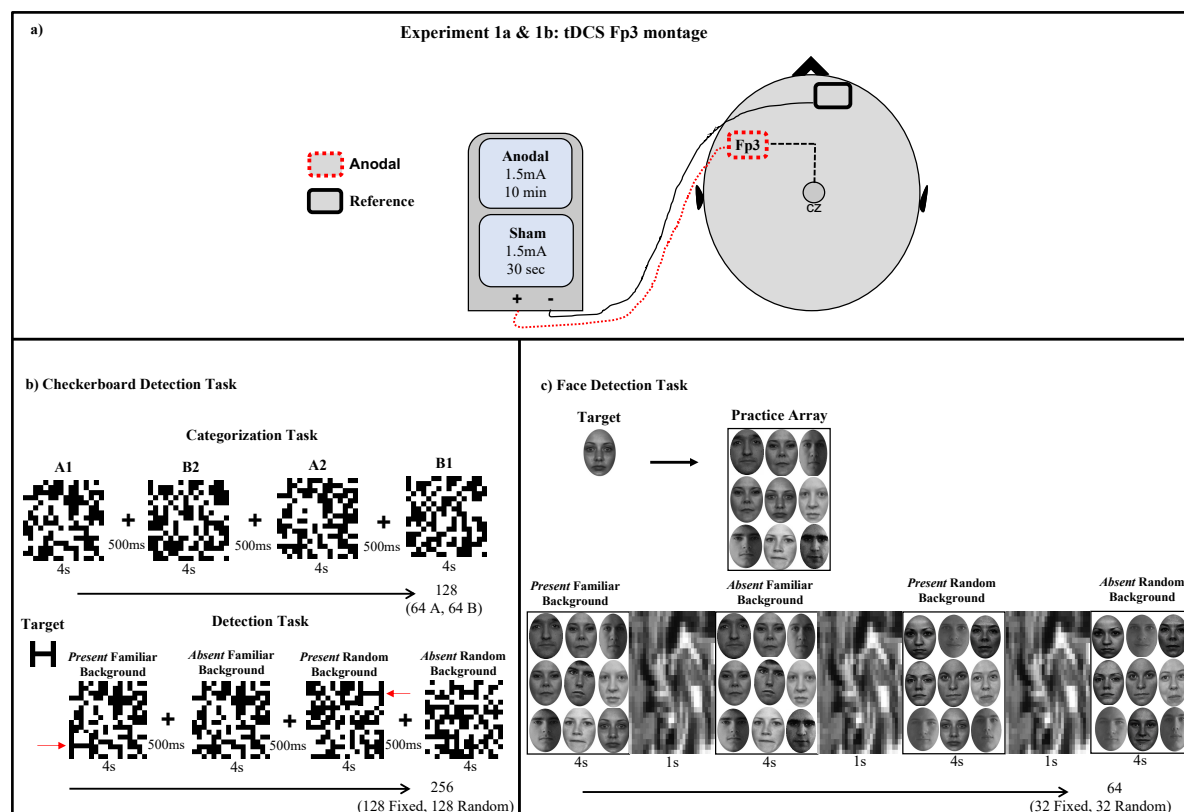 a)
Experiment 1a & 1b: tDCS Fp3 montage
Anodal
Reference
Anodal
1.5mA
10 min
Sham
1.5mA
30 sec
+ -
Fp3
CZ
b) Checkerboard Detection Task
Categorization Task
A1 B2 A2 B1
+ + +
500ms 500ms 500ms
4s 4s 4s 4s
128
(64 A, 64 B)
Target
H
Detection Task
Present Familiar
Background
Absent Familiar
Background
Present Random
Background
Absent Random
Background
+ + +
500ms 500ms 500ms
4s 4s 4s 4s
256
(128 Fixed, 128 Random)
c) Face Detection Task
Target
Practice Array
Present Familiar
Background
Absent Familiar
Background
Present Random
Background
Absent Random
Background
4s 1s 4s 1s 4s 1s 4s
64
(32 Fixed, 32 Random)